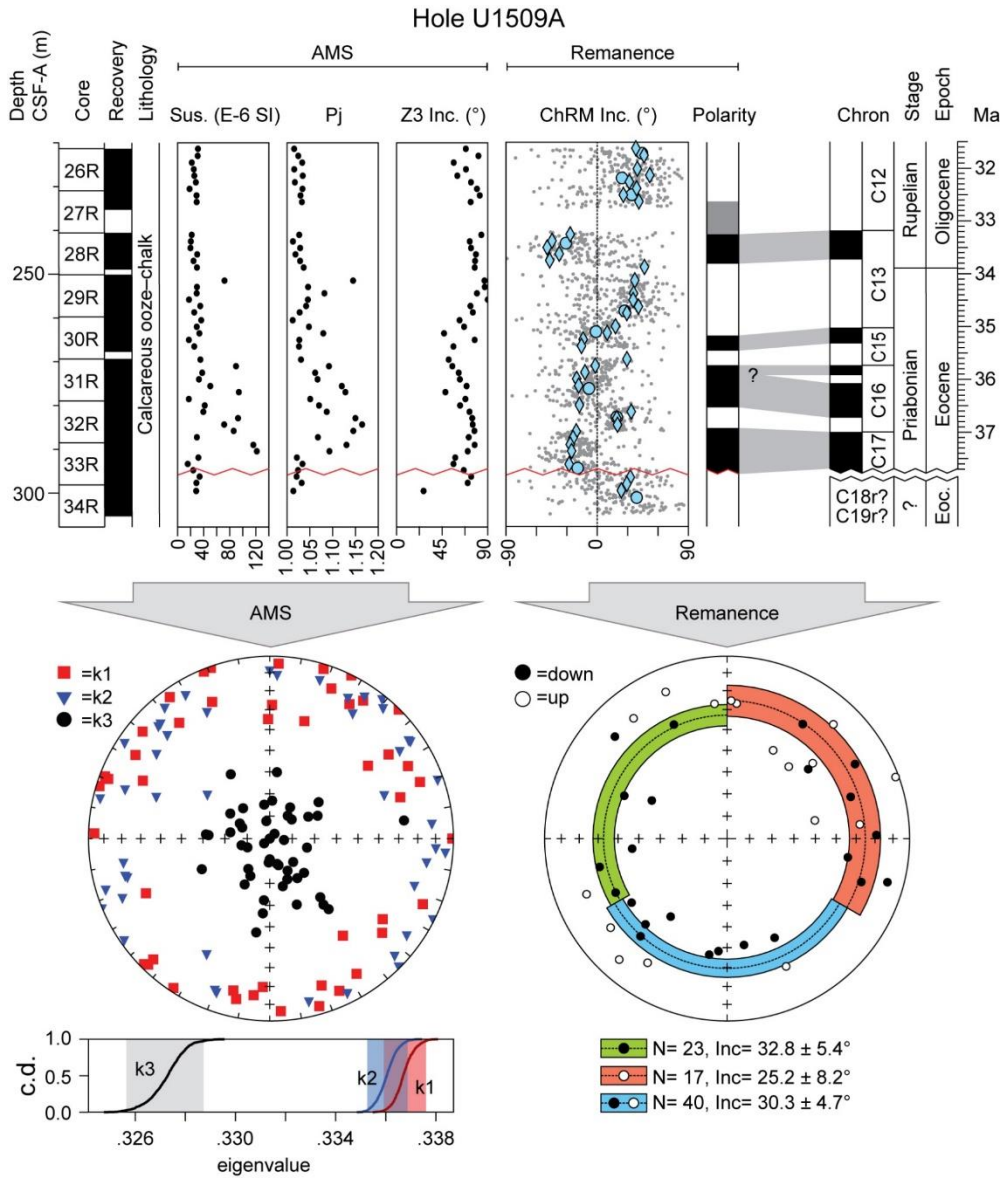 Hole U1509A
AMS
Remanence
Depth
CSF-A (m)
Core
Recovery
Lithology
Sus. (E-6 SI)
Pj
Z3 Inc. (°)
ChRM Inc. (°)
Polarity
Chron
Stage
Epoch
Ma
26R
27R
28R
29R
30R
31R
32R
33R
34R
250
300
Calcareous ooze–chalk
?
C12
C13
C15
C16
C17
C18r?
C19r?
Rupelian
Priabonian
?
Oligocene
Eocene
Eoc.
32
33
34
35
36
37
0
40
80
120
1.00
1.05
1.10
1.15
1.20
0
45
90
-90
0
90
AMS
Remanence
=k1
=k2
=k3
=down
=up
c.d.
1.0
0.5
0.0
k3
k2
k1
.326
.330
.334
.338
eigenvalue
N= 23, Inc= 32.8 ± 5.4°
N= 17, Inc= 25.2 ± 8.2°
N= 40, Inc= 30.3 ± 4.7°